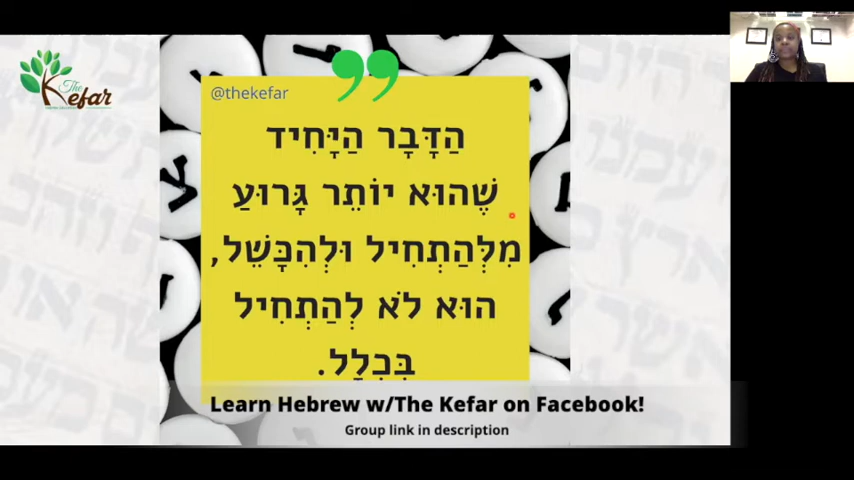 The
Kefar
@thekefar
הַדָּבָר הַיָּחִיד
שֶׁהוּא יוֹתֵר גָּרוּעַ
מִלְּהַתְחִיל וּלְהִכָּשֵׁל,
הוּא לֹא לְהַתְחִיל
בִּכְלָל.
Learn Hebrew w/The Kefar on Facebook!
Group link in description